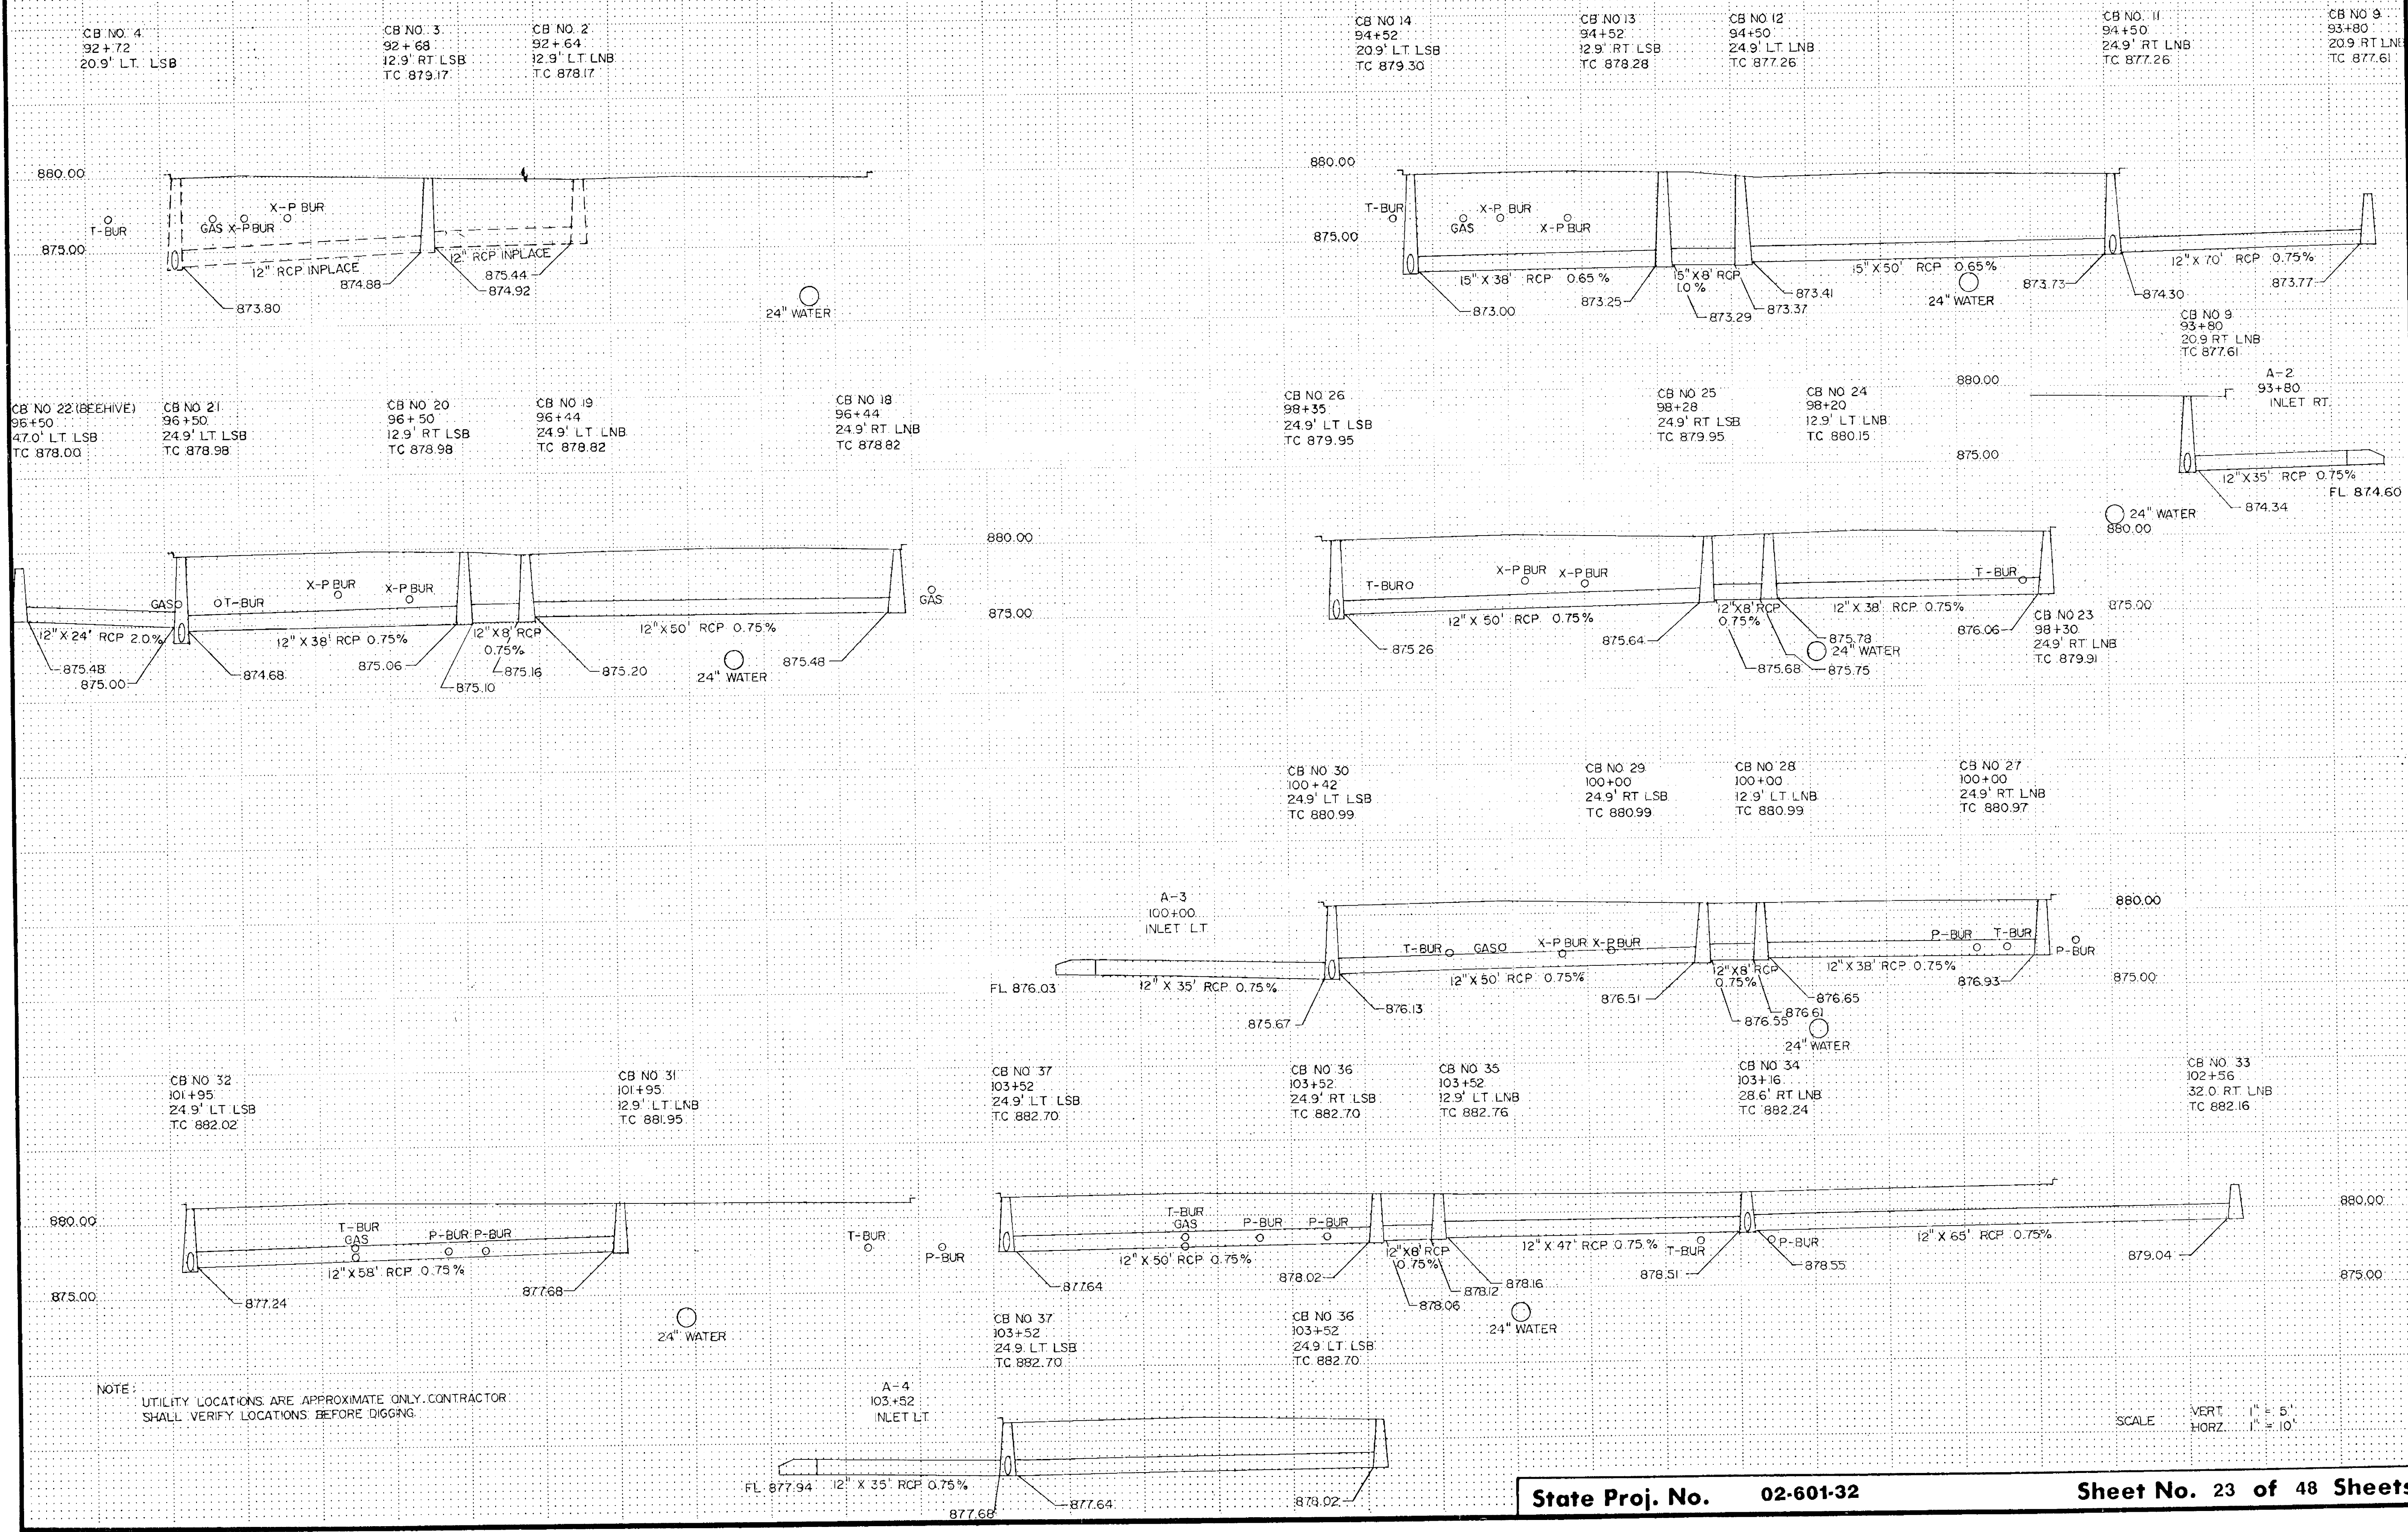 CB NO. 4
92+72
20.9' LT. LSB
CB NO. 3
92+68
12.9' RT LSB
TC 879.17
CB NO. 2
92+64
12.9' LT LNB
TC 878.17
880.00
875.00
T-BUR
GAS X-P BUR
X-P BUR
12" RCP INPLACE
12" RCP INPLACE
873.80
874.88
875.44
874.92
24" WATER
CB NO 14
94+52
20.9' LT LSB
TC 879.30
CB NO 13
94+52
12.9' RT LSB
TC 878.28
CB NO 12
94+50
24.9' LT LNB
TC 877.26
CB NO. 11
94+50
24.9' RT LNB
TC 877.26
CB NO 9
93+80
20.9 RT LNB
TC 877.61
880.00
875.00
T-BUR
GAS
X-P BUR
X-P BUR
15" X 38' RCP 0.65%
15" X 8' RCP
1.0 %
15" X 50' RCP 0.65%
12" X 70' RCP 0.75%
873.00
873.25
873.29
873.37
873.41
24" WATER
873.73
874.30
873.77
CB NO 9
93+80
20.9 RT LNB
TC 877.61
A-2
93+80
INLET RT
880.00
875.00
12" X 35' RCP 0.75%
FL 874.60
874.34
24" WATER
CB NO 22 (BEEHIVE)
96+50
47.0' LT LSB
TC 878.00
CB NO 21
96+50
24.9' LT LSB
TC 878.98
CB NO 20
96+50
12.9' RT LSB
TC 878.98
CB NO 19
96+44
24.9' LT LNB
TC 878.82
CB NO 18
96+44
24.9' RT LNB
TC 878.82
880.00
875.00
GAS
T-BUR
X-P BUR
X-P BUR
GAS
12" X 24' RCP 2.0%
12" X 38' RCP 0.75%
12" X 8' RCP
0.75%
12" X 50' RCP 0.75%
875.48
875.00
874.68
875.06
875.10
875.16
875.20
24" WATER
875.48
CB NO 26
98+35
24.9' LT LSB
TC 879.95
CB NO 25
98+28
24.9' RT LSB
TC 879.95
CB NO 24
98+20
12.9' LT LNB
TC 880.15
880.00
875.00
T-BUR
X-P BUR X-P BUR
T-BUR
12" X 50' RCP 0.75%
12" X 8' RCP
0.75%
12" X 38' RCP 0.75%
875.26
875.64
875.68
875.75
875.78
24" WATER
876.06
CB NO 23
98+30
24.9' RT LNB
TC 879.91
CB NO 30
100+42
24.9' LT LSB
TC 880.99
CB NO 29
100+00
24.9' RT LSB
TC 880.99
CB NO 28
100+00
12.9' LT LNB
TC 880.99
CB NO 27
100+00
24.9' RT LNB
TC 880.97
A-3
100+00
INLET LT
880.00
875.00
T-BUR GAS X-P BUR X-P BUR
P-BUR T-BUR
P-BUR
FL 876.03
12" X 35' RCP 0.75%
12" X 50' RCP 0.75%
12" X 8' RCP
0.75%
12" X 38' RCP 0.75%
875.67
876.13
876.51
876.55
876.61
876.65
24" WATER
876.93
CB NO 32
101+95
24.9' LT LSB
TC 882.02
CB NO 31
101+95
12.9' LT LNB
TC 881.95
880.00
875.00
T-BUR
GAS
P-BUR P-BUR
T-BUR
P-BUR
12" X 58' RCP 0.75%
877.24
877.68
24" WATER
CB NO 37
103+52
24.9' LT LSB
TC 882.70
CB NO 36
103+52
24.9' RT LSB
TC 882.70
CB NO 35
103+52
12.9' LT LNB
TC 882.76
CB NO 34
103+16
28.6' RT LNB
TC 882.24
CB NO. 33
102+56
32.0 RT LNB
TC 882.16
880.00
875.00
T-BUR
GAS
P-BUR P-BUR
12" X 50' RCP 0.75%
12" X 8' RCP
0.75%
12" X 47' RCP 0.75%
T-BUR
P-BUR
12" X 65' RCP 0.75%
877.64
878.02
878.06
878.12
878.16
24" WATER
878.51
878.55
879.04
CB NO 37
103+52
24.9 LT LSB
TC 882.70
CB NO 36
103+52
24.9 LT LSB
TC 882.70
A-4
103+52
INLET LT
FL 877.94
12" X 35' RCP 0.75%
877.68
877.64
878.02
NOTE:
UTILITY LOCATIONS ARE APPROXIMATE ONLY. CONTRACTOR
SHALL VERIFY LOCATIONS BEFORE DIGGING.
SCALE
VERT. 1" = 5'
HORZ. 1" = 10'
State Proj. No. 02-601-32 Sheet No. 23 of 48 Sheets